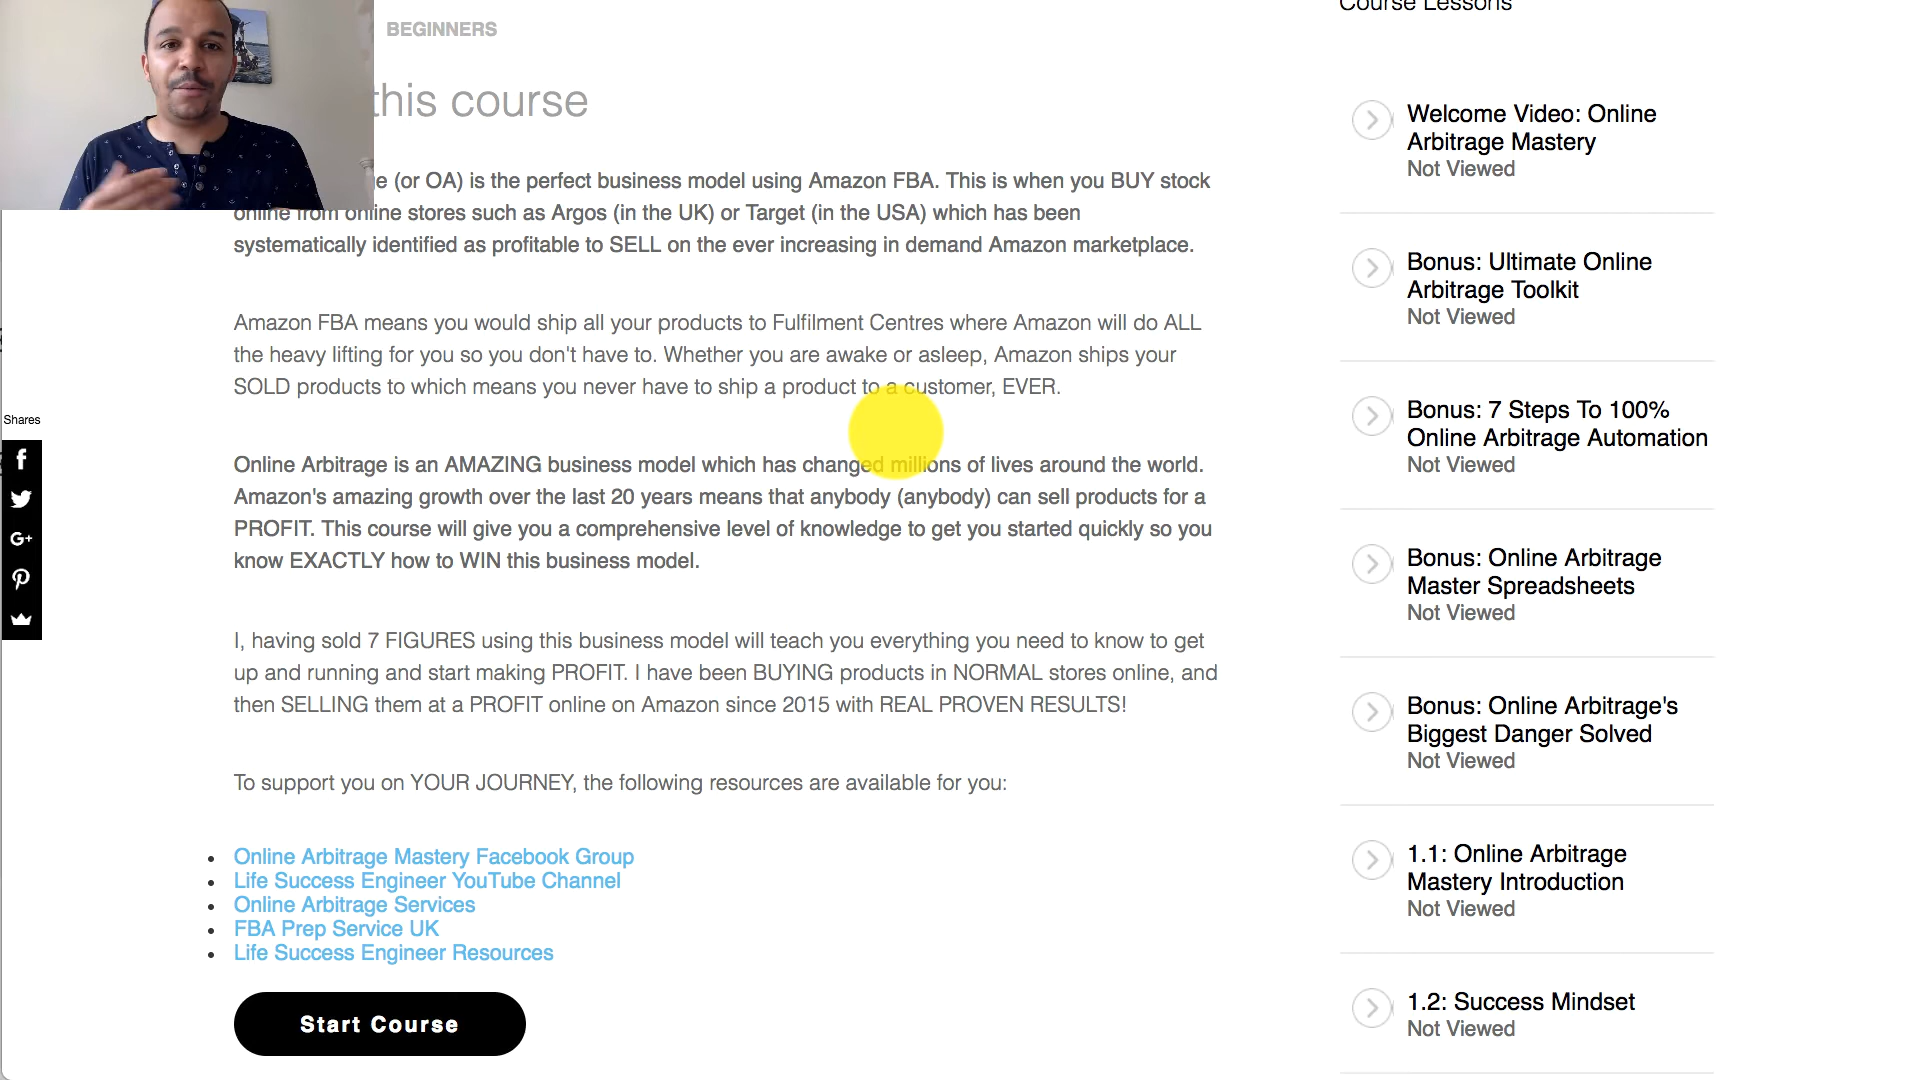 BEGINNERS
this course
e (or OA) is the perfect business model using Amazon FBA. This is when you BUY stock
online from online stores such as Argos (in the UK) or Target (in the USA) which has been
systematically identified as profitable to SELL on the ever increasing in demand Amazon marketplace.
Amazon FBA means you would ship all your products to Fulfilment Centres where Amazon will do ALL
the heavy lifting for you so you don't have to. Whether you are awake or asleep, Amazon ships your
SOLD products to which means you never have to ship a product to a customer, EVER.
Online Arbitrage is an AMAZING business model which has changed millions of lives around the world.
Amazon's amazing growth over the last 20 years means that anybody (anybody) can sell products for a
PROFIT. This course will give you a comprehensive level of knowledge to get you started quickly so you
know EXACTLY how to WIN this business model.
I, having sold 7 FIGURES using this business model will teach you everything you need to know to get
up and running and start making PROFIT. I have been BUYING products in NORMAL stores online, and
then SELLING them at a PROFIT online on Amazon since 2015 with REAL PROVEN RESULTS!
To support you on YOUR JOURNEY, the following resources are available for you:
Online Arbitrage Mastery Facebook Group
Life Success Engineer YouTube Channel
Online Arbitrage Services
FBA Prep Service UK
Life Success Engineer Resources
Start Course
Shares
Course Lessons
Welcome Video: Online
Arbitrage Mastery
Not Viewed
Bonus: Ultimate Online
Arbitrage Toolkit
Not Viewed
Bonus: 7 Steps To 100%
Online Arbitrage Automation
Not Viewed
Bonus: Online Arbitrage
Master Spreadsheets
Not Viewed
Bonus: Online Arbitrage's
Biggest Danger Solved
Not Viewed
1.1: Online Arbitrage
Mastery Introduction
Not Viewed
1.2: Success Mindset
Not Viewed